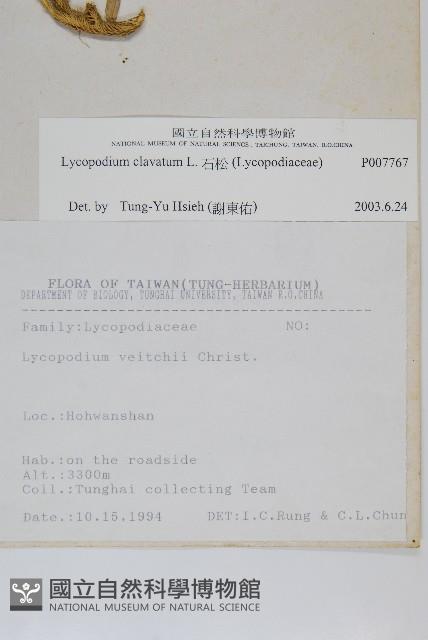 國立自然科學博物館
NATIONAL MUSEUM OF NATURAL SCIENCE, TAICHUNG, TAIWAN, R.O.CHINA
Lycopodium clavatum L. 石松 (Lycopodiaceae) P007767
Det. by Tung-Yu Hsieh (謝東佑) 2003.6.24
FLORA OF TAIWAN(TUNG-HERBARIUM)
DEPARTMENT OF BIOLOGY, TUNGHAI UNIVERSITY, TAIWAN R.O.CHINA
Family:Lycopodiaceae NO:
Lycopodium veitchii Christ.
Loc.:Hohwanshan
Hab.:on the roadside
Alt.:3300m
Coll.:Tunghai collecting Team
Date.:10.15.1994 DET:I.C.Rung & C.L.Chun
國立自然科學博物館
NATIONAL MUSEUM OF NATURAL SCIENCE